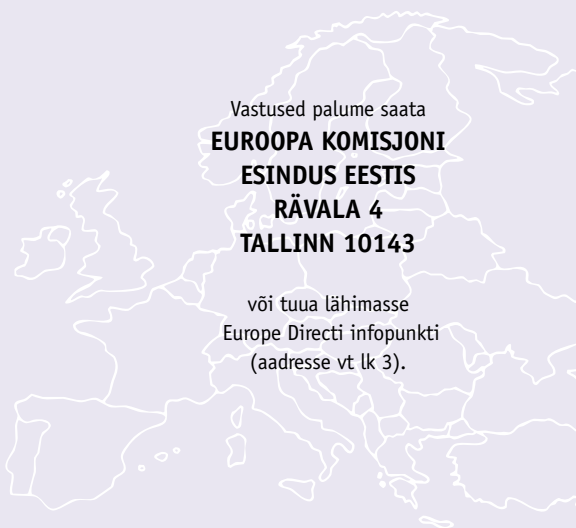 Vastused palume saata
EUROOPA KOMISJONI
ESINDUS EESTIS
RÄVALA 4
TALLINN 10143
või tuua lähimasse
Europe Directi infopunkti
(aadresse vt lk 3).